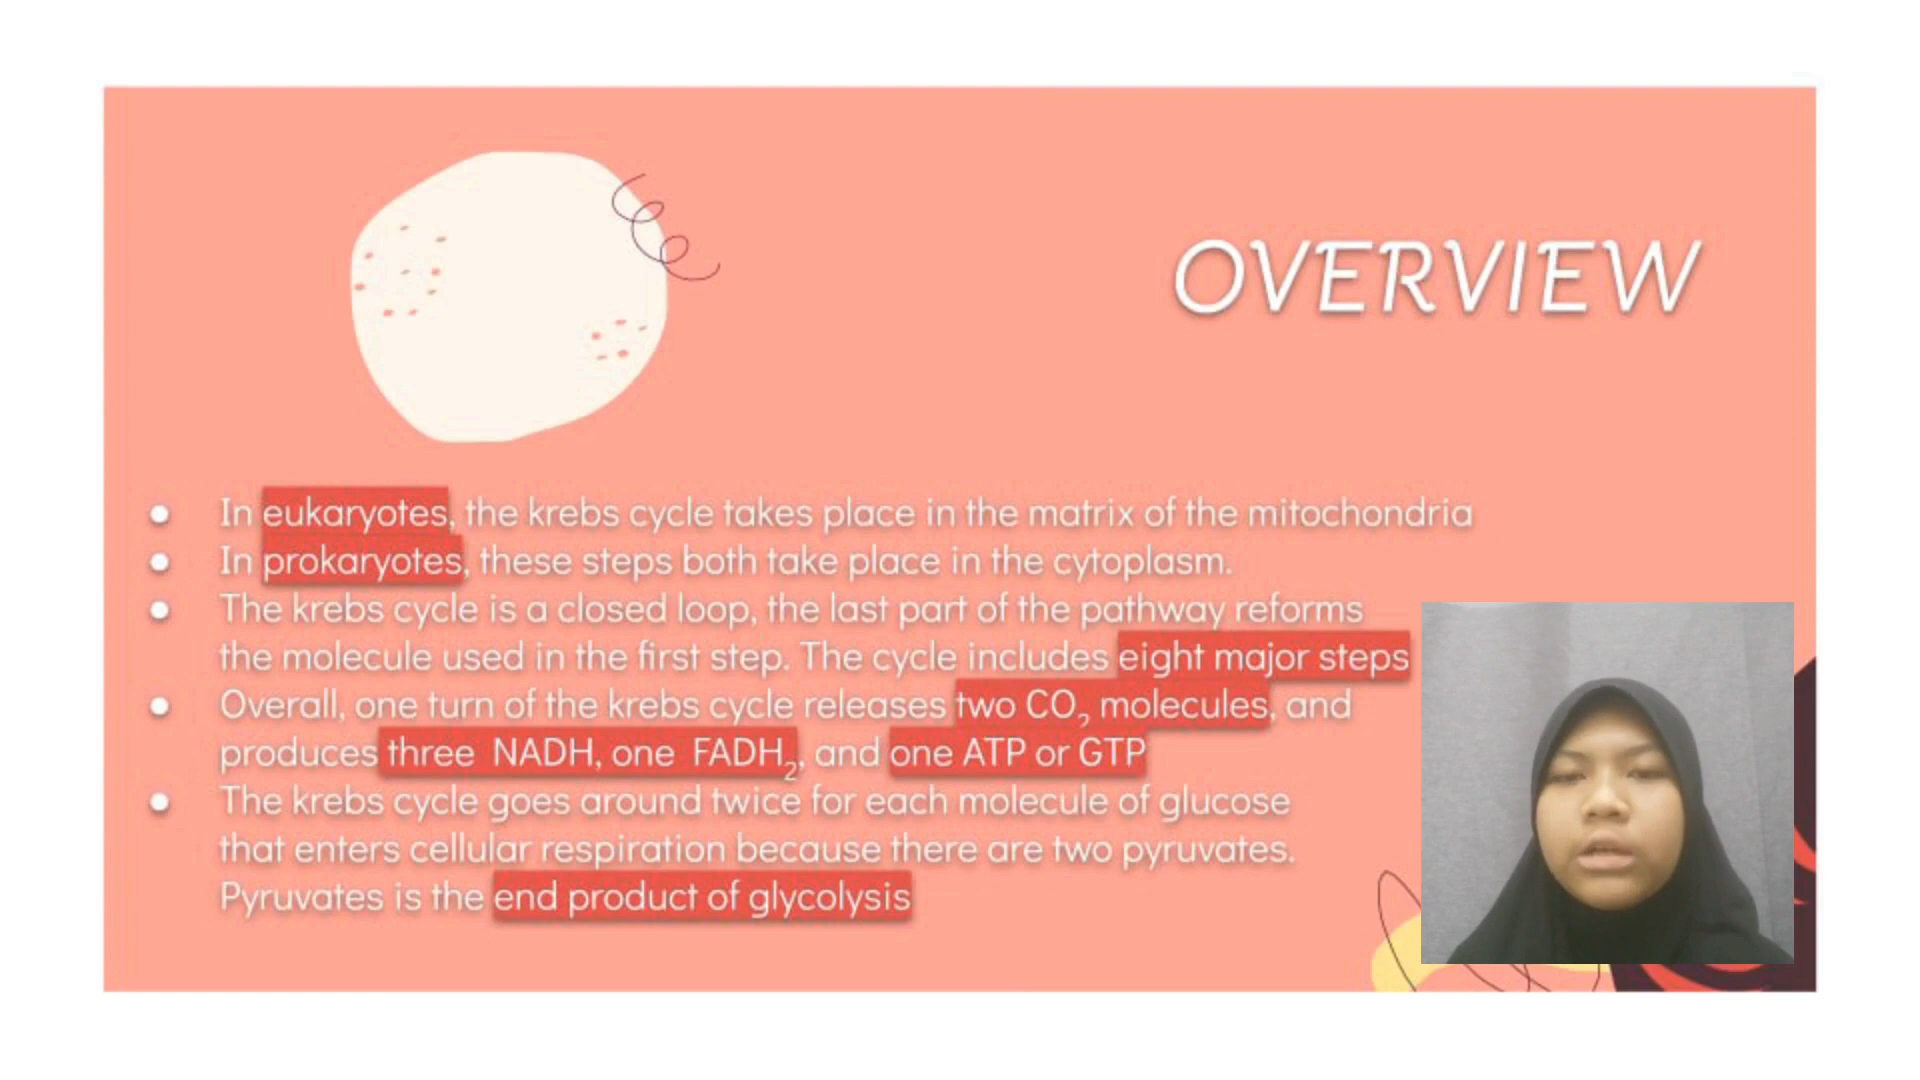 OVERVIEW
● In eukaryotes, the krebs cycle takes place in the matrix of the mitochondria
● In prokaryotes, these steps both take place in the cytoplasm.
● The krebs cycle is a closed loop, the last part of the pathway reforms
the molecule used in the first step. The cycle includes eight major steps
● Overall, one turn of the krebs cycle releases two CO₂ molecules, and
produces three NADH, one FADH₂, and one ATP or GTP
● The krebs cycle goes around twice for each molecule of glucose
that enters cellular respiration because there are two pyruvates.
Pyruvates is the end product of glycolysis